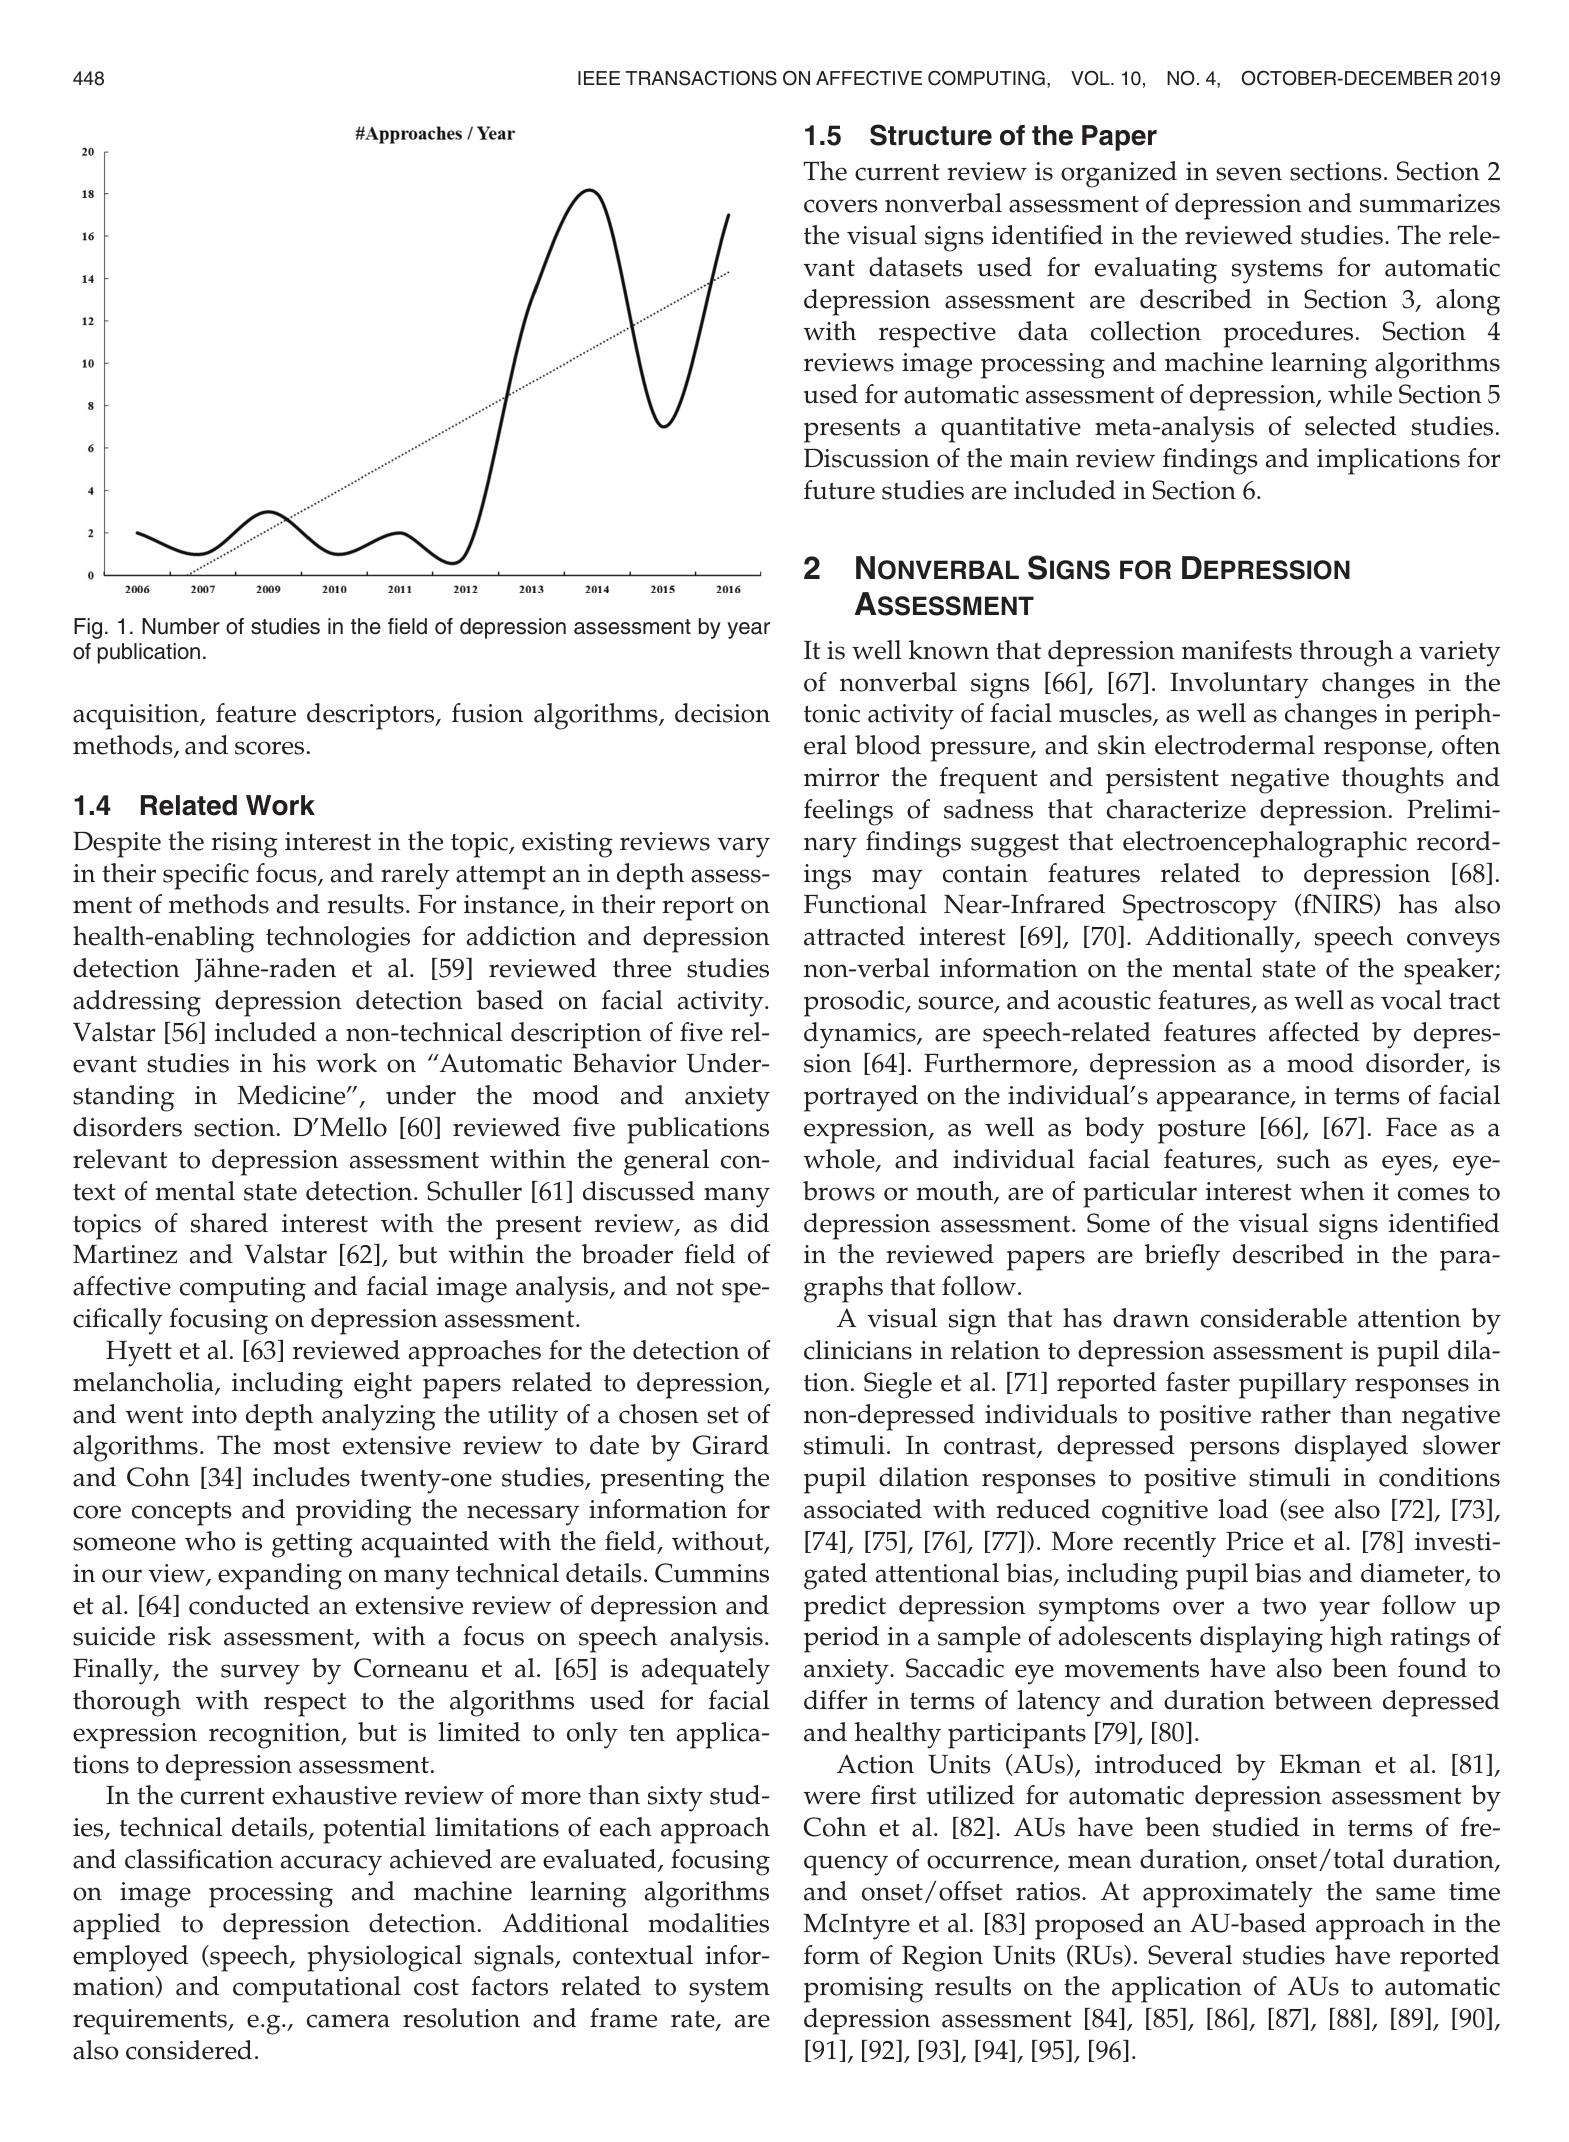 448
IEEE TRANSACTIONS ON AFFECTIVE COMPUTING, VOL. 10, NO. 4, OCTOBER-DECEMBER 2019
#Approaches / Year
20
18
16
14
12
10
8
6
4
2
0
2006 2007 2009 2010 2011 2012 2013 2014 2015 2016
Fig. 1. Number of studies in the field of depression assessment by year
of publication.
acquisition, feature descriptors, fusion algorithms, decision
methods, and scores.
1.4 Related Work
Despite the rising interest in the topic, existing reviews vary
in their specific focus, and rarely attempt an in depth assess-
ment of methods and results. For instance, in their report on
health-enabling technologies for addiction and depression
detection Jähne-raden et al. [59] reviewed three studies
addressing depression detection based on facial activity.
Valstar [56] included a non-technical description of five rel-
evant studies in his work on “Automatic Behavior Under-
standing in Medicine”, under the mood and anxiety
disorders section. D’Mello [60] reviewed five publications
relevant to depression assessment within the general con-
text of mental state detection. Schuller [61] discussed many
topics of shared interest with the present review, as did
Martinez and Valstar [62], but within the broader field of
affective computing and facial image analysis, and not spe-
cifically focusing on depression assessment.
Hyett et al. [63] reviewed approaches for the detection of
melancholia, including eight papers related to depression,
and went into depth analyzing the utility of a chosen set of
algorithms. The most extensive review to date by Girard
and Cohn [34] includes twenty-one studies, presenting the
core concepts and providing the necessary information for
someone who is getting acquainted with the field, without,
in our view, expanding on many technical details. Cummins
et al. [64] conducted an extensive review of depression and
suicide risk assessment, with a focus on speech analysis.
Finally, the survey by Corneanu et al. [65] is adequately
thorough with respect to the algorithms used for facial
expression recognition, but is limited to only ten applica-
tions to depression assessment.
In the current exhaustive review of more than sixty stud-
ies, technical details, potential limitations of each approach
and classification accuracy achieved are evaluated, focusing
on image processing and machine learning algorithms
applied to depression detection. Additional modalities
employed (speech, physiological signals, contextual infor-
mation) and computational cost factors related to system
requirements, e.g., camera resolution and frame rate, are
also considered.
1.5 Structure of the Paper
The current review is organized in seven sections. Section 2
covers nonverbal assessment of depression and summarizes
the visual signs identified in the reviewed studies. The rele-
vant datasets used for evaluating systems for automatic
depression assessment are described in Section 3, along
with respective data collection procedures. Section 4
reviews image processing and machine learning algorithms
used for automatic assessment of depression, while Section 5
presents a quantitative meta-analysis of selected studies.
Discussion of the main review findings and implications for
future studies are included in Section 6.
2 NONVERBAL SIGNS FOR DEPRESSION
ASSESSMENT
It is well known that depression manifests through a variety
of nonverbal signs [66], [67]. Involuntary changes in the
tonic activity of facial muscles, as well as changes in periph-
eral blood pressure, and skin electrodermal response, often
mirror the frequent and persistent negative thoughts and
feelings of sadness that characterize depression. Prelimi-
nary findings suggest that electroencephalographic record-
ings may contain features related to depression [68].
Functional Near-Infrared Spectroscopy (fNIRS) has also
attracted interest [69], [70]. Additionally, speech conveys
non-verbal information on the mental state of the speaker;
prosodic, source, and acoustic features, as well as vocal tract
dynamics, are speech-related features affected by depres-
sion [64]. Furthermore, depression as a mood disorder, is
portrayed on the individual’s appearance, in terms of facial
expression, as well as body posture [66], [67]. Face as a
whole, and individual facial features, such as eyes, eye-
brows or mouth, are of particular interest when it comes to
depression assessment. Some of the visual signs identified
in the reviewed papers are briefly described in the para-
graphs that follow.
A visual sign that has drawn considerable attention by
clinicians in relation to depression assessment is pupil dila-
tion. Siegle et al. [71] reported faster pupillary responses in
non-depressed individuals to positive rather than negative
stimuli. In contrast, depressed persons displayed slower
pupil dilation responses to positive stimuli in conditions
associated with reduced cognitive load (see also [72], [73],
[74], [75], [76], [77]). More recently Price et al. [78] investi-
gated attentional bias, including pupil bias and diameter, to
predict depression symptoms over a two year follow up
period in a sample of adolescents displaying high ratings of
anxiety. Saccadic eye movements have also been found to
differ in terms of latency and duration between depressed
and healthy participants [79], [80].
Action Units (AUs), introduced by Ekman et al. [81],
were first utilized for automatic depression assessment by
Cohn et al. [82]. AUs have been studied in terms of fre-
quency of occurrence, mean duration, onset/total duration,
and onset/offset ratios. At approximately the same time
McIntyre et al. [83] proposed an AU-based approach in the
form of Region Units (RUs). Several studies have reported
promising results on the application of AUs to automatic
depression assessment [84], [85], [86], [87], [88], [89], [90],
[91], [92], [93], [94], [95], [96].